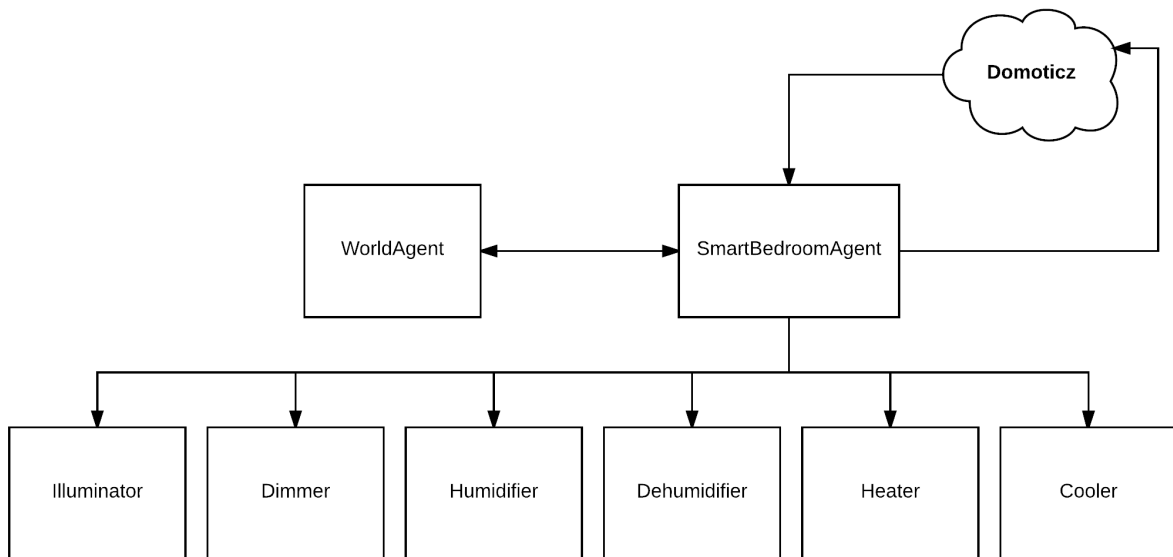 Domoticz
WorldAgent
SmartBedroomAgent
Illuminator
Dimmer
Humidifier
Dehumidifier
Heater
Cooler